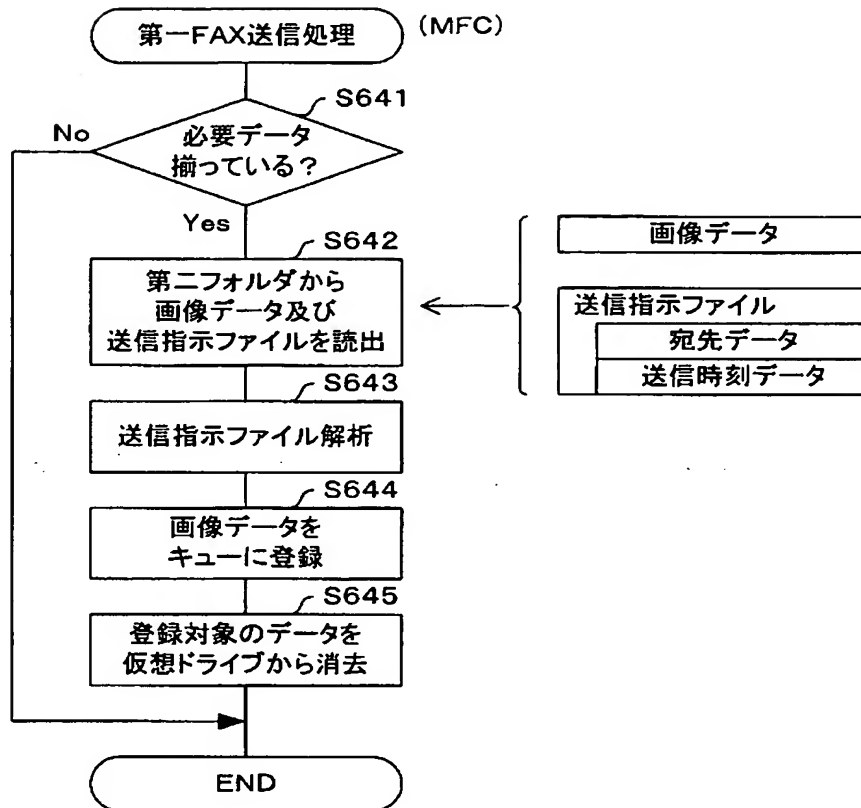 第一FAX送信処理
(MFC)
S641
必要データ
揃っている?
No
Yes
S642
第二フォルダから
画像データ及び
送信指示ファイルを読出
画像データ
送信指示ファイル
宛先データ
送信時刻データ
S643
送信指示ファイル解析
S644
画像データを
キューに登録
S645
登録対象のデータを
仮想ドライブから消去
END